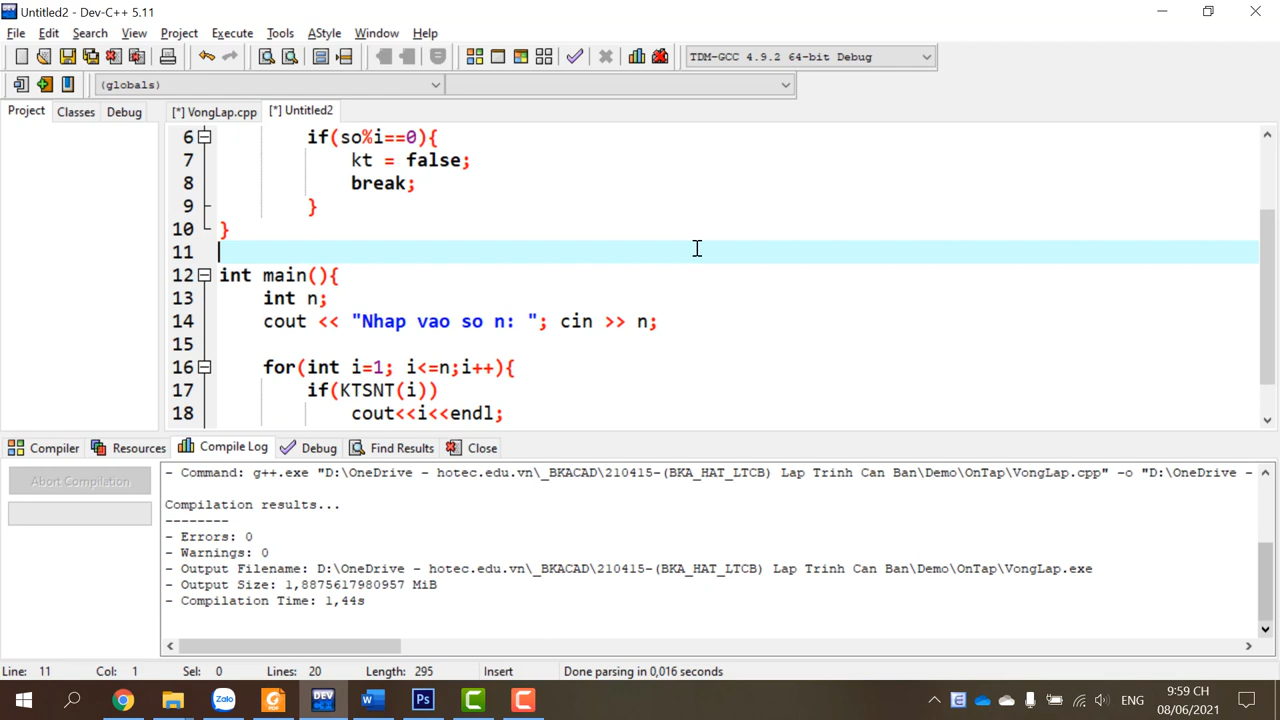 Untitled2 - Dev-C++ 5.11
File Edit Search View Project Execute Tools AStyle Window Help
TDM-GCC 4.9.2 64-bit Debug
(globals)
Project Classes Debug [*] VongLap.cpp [*] Untitled2
6 if(so%i==0){
7 kt = false;
8 break;
9 }
10 }
11
12 int main(){
13 int n;
14 cout << "Nhap vao so n: "; cin >> n;
15
16 for(int i=1; i<=n;i++){
17 if(KTSNT(i))
18 cout<<i<<endl;
Compiler Resources Compile Log Debug Find Results Close
Abort Compilation
- Command: g++.exe "D:\OneDrive - hotec.edu.vn\_BKACAD\210415-(BKA_HAT_LTCB) Lap Trinh Can Ban\Demo\OnTap\VongLap.cpp" -o "D:\OneDrive -
Compilation results...
--------
- Errors: 0
- Warnings: 0
- Output Filename: D:\OneDrive - hotec.edu.vn\_BKACAD\210415-(BKA_HAT_LTCB) Lap Trinh Can Ban\Demo\OnTap\VongLap.exe
- Output Size: 1,8875617980957 MiB
- Compilation Time: 1,44s
Line: 11 Col: 1 Sel: 0 Lines: 20 Length: 295 Insert Done parsing in 0,016 seconds
Zalo DEV Ps ENG 9:59 CH
08/06/2021